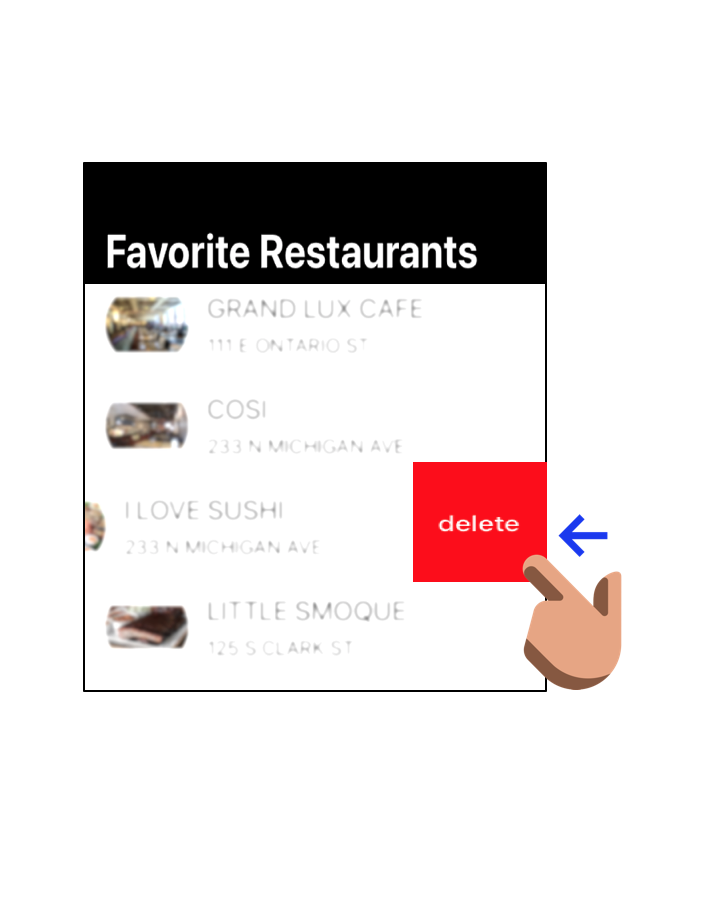 Favorite Restaurants
GRAND LUX CAFE
111 E ONTARIO ST
COSI
233 N MICHIGAN AVE
I LOVE SUSHI
233 N MICHIGAN AVE
delete
LITTLE SMOQUE
125 S CLARK ST